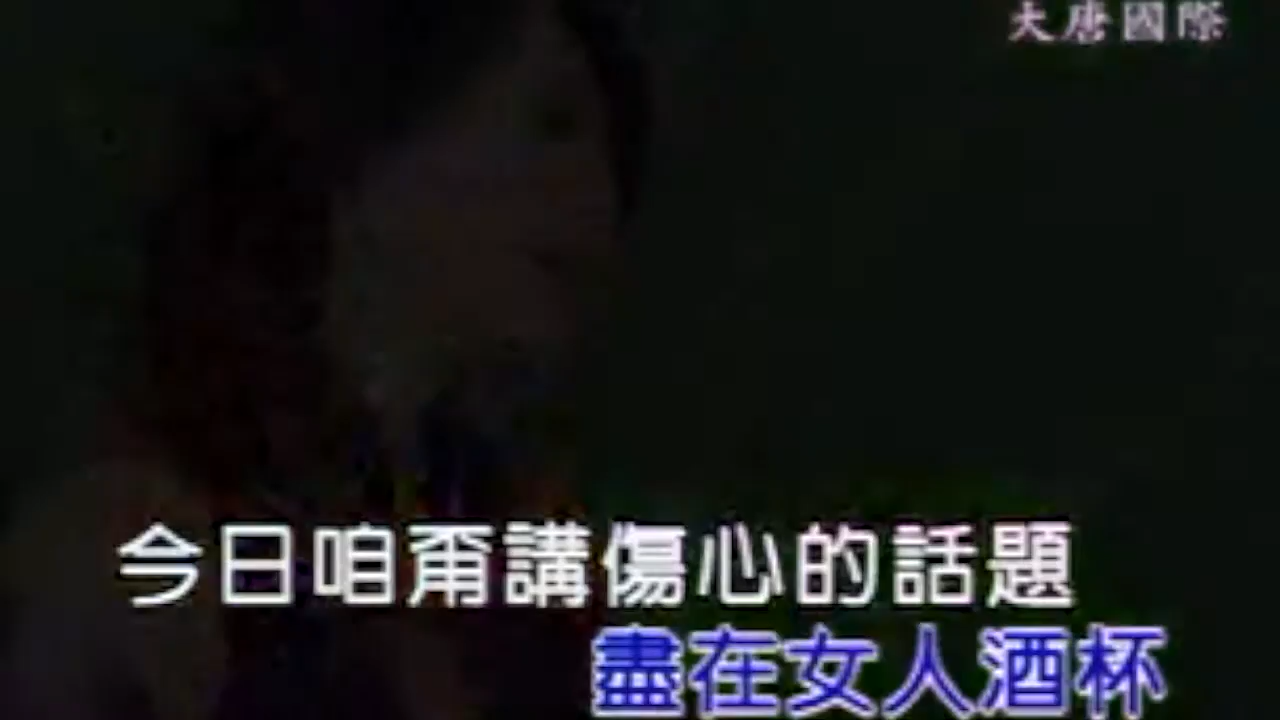 大唐國際
今日咱甭講傷心的話題
盡在女人酒杯